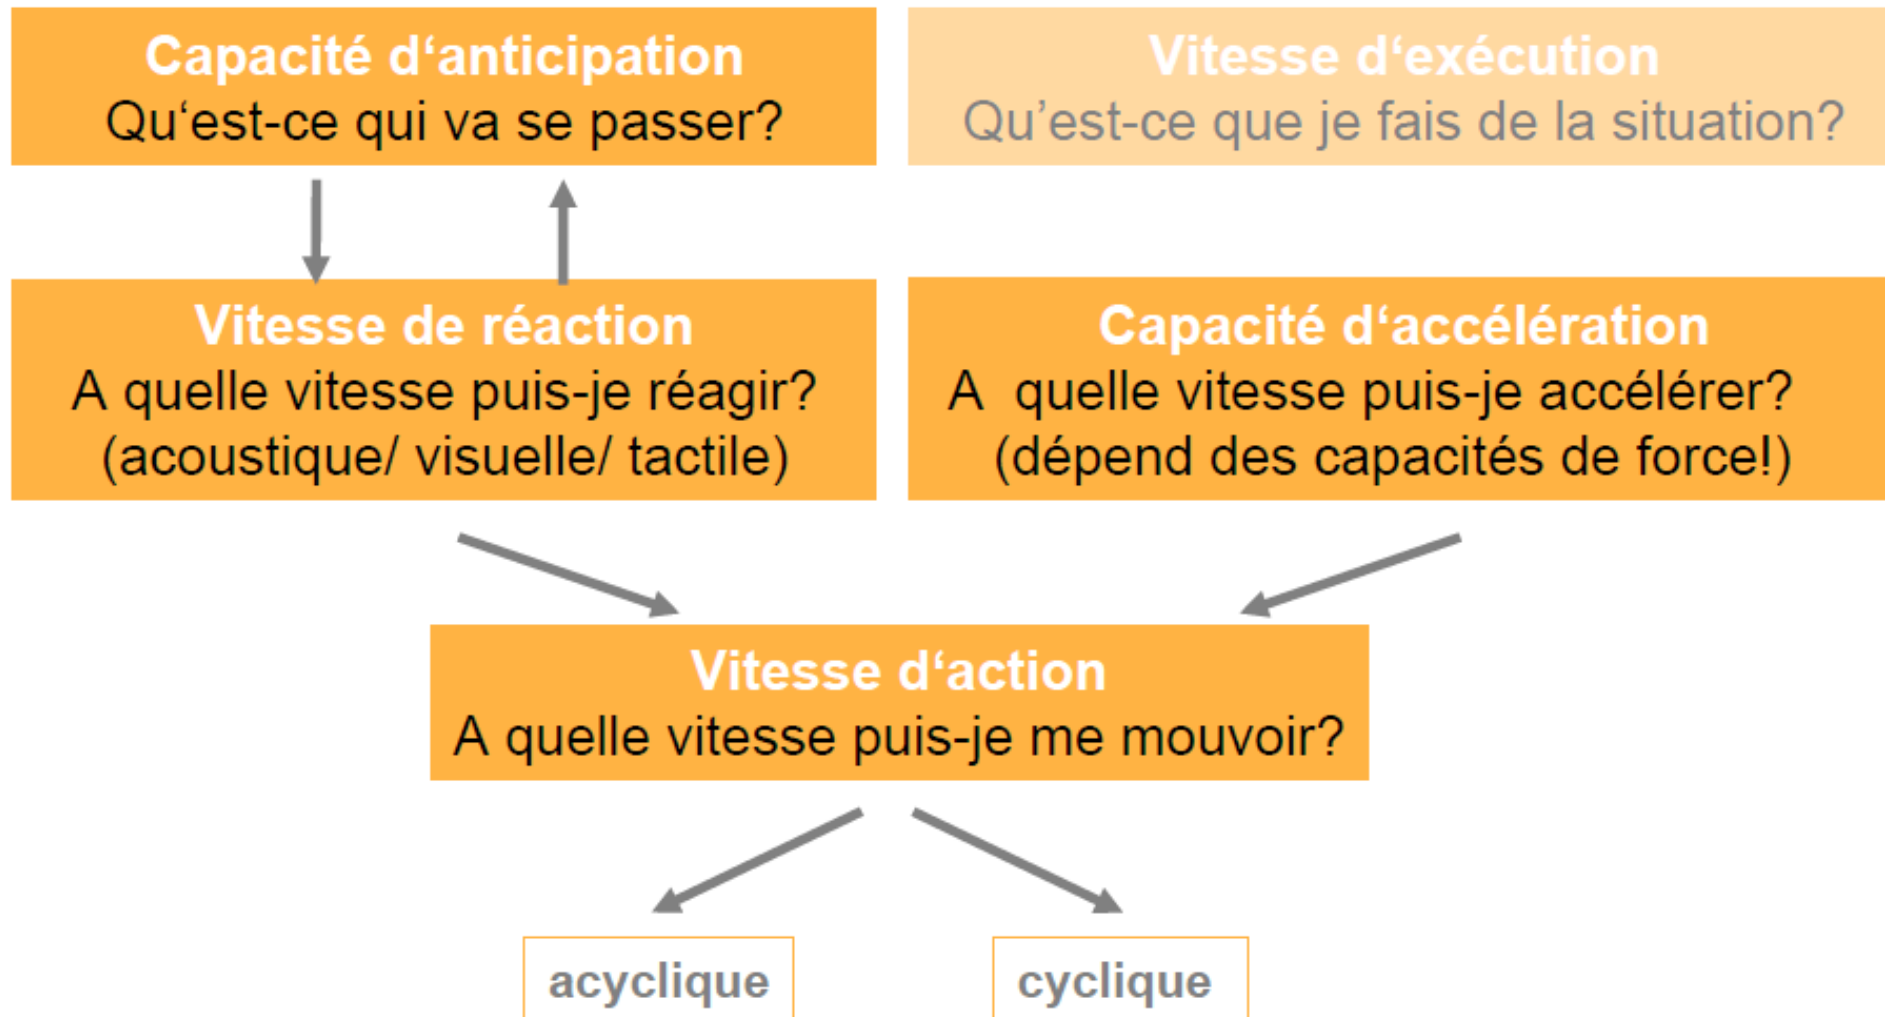 Capacité d‘anticipation
Qu‘est-ce qui va se passer?
Vitesse d'exécution
Qu’est-ce que je fais de la situation?
Vitesse de réaction
A quelle vitesse puis-je réagir?
(acoustique/ visuelle/ tactile)
Capacité d‘accélération
A quelle vitesse puis-je accélérer?
(dépend des capacités de force!)
Vitesse d‘action
A quelle vitesse puis-je me mouvoir?
acyclique
cyclique